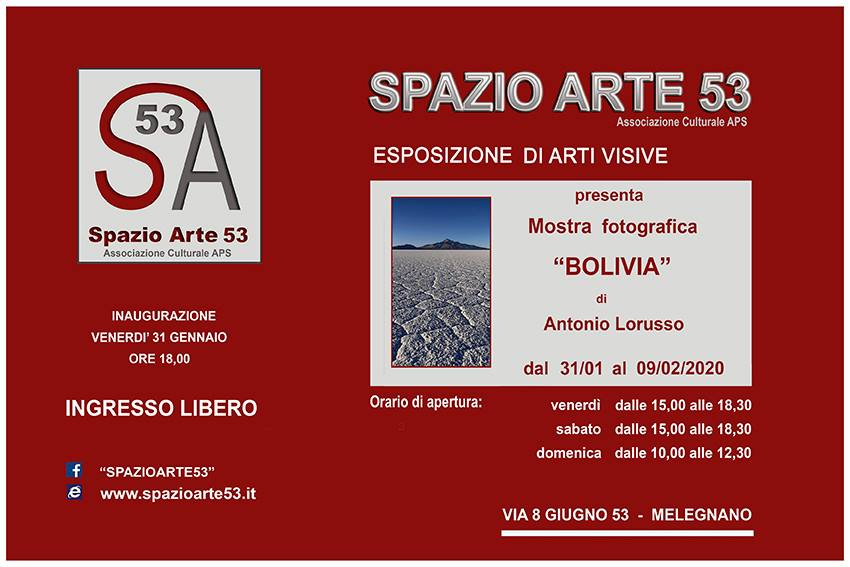 53
SA
Spazio Arte 53
Associazione Culturale APS
INAUGURAZIONE
VENERDI' 31 GENNAIO
ORE 18,00
INGRESSO LIBERO
“SPAZIOARTE53”
www.spazioarte53.it
SPAZIO ARTE 53
Associazione Culturale APS
ESPOSIZIONE DI ARTI VISIVE
presenta
Mostra fotografica
“BOLIVIA”
di
Antonio Lorusso
dal 31/01 al 09/02/2020
Orario di apertura:
venerdì dalle 15,00 alle 18,30
sabato dalle 15,00 alle 18,30
domenica dalle 10,00 alle 12,30
VIA 8 GIUGNO 53 - MELEGNANO